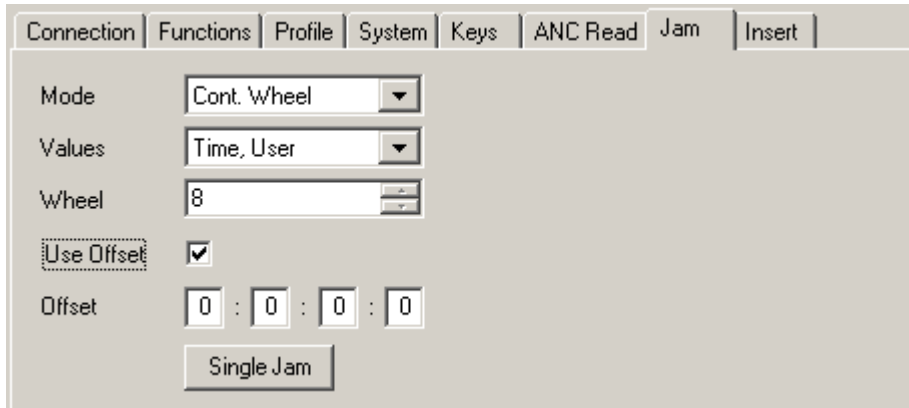 Connection Functions Profile System Keys ANC Read Jam Insert
Mode Cont. Wheel
Values Time, User
Wheel 8
Use Offset
Offset 0 : 0 : 0 : 0
Single Jam